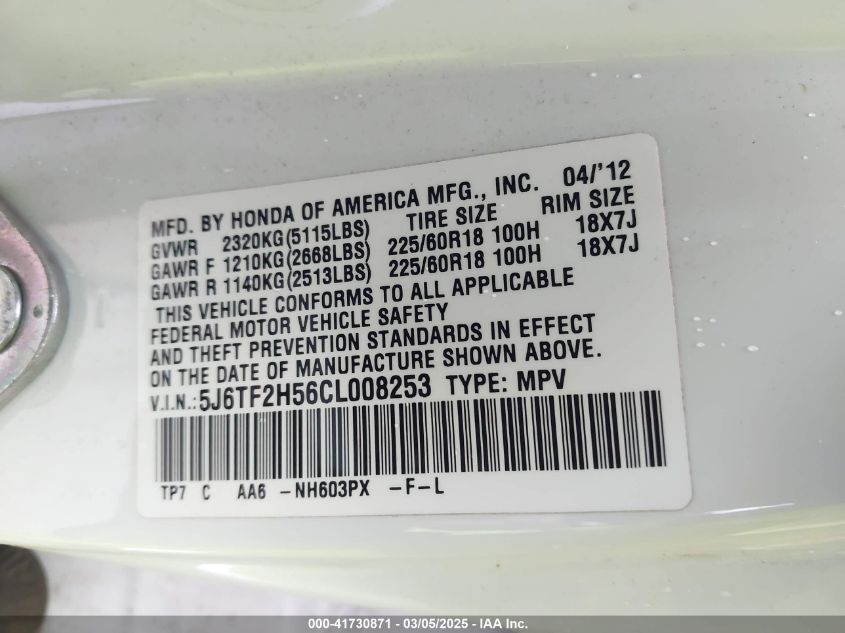 MFD. BY HONDA OF AMERICA MFG., INC. 04/'12
GVWR 2320KG(5115LBS) TIRE SIZE RIM SIZE
GAWR F 1210KG(2668LBS) 225/60R18 100H 18X7J
GAWR R 1140KG(2513LBS) 225/60R18 100H 18X7J
THIS VEHICLE CONFORMS TO ALL APPLICABLE
FEDERAL MOTOR VEHICLE SAFETY
AND THEFT PREVENTION STANDARDS IN EFFECT
ON THE DATE OF MANUFACTURE SHOWN ABOVE.
V.I.N.: 5J6TF2H56CL008253 TYPE: MPV
TP7 C AA6 -NH603PX -F-L
000-41730871 - 03/05/2025 - IAA Inc.